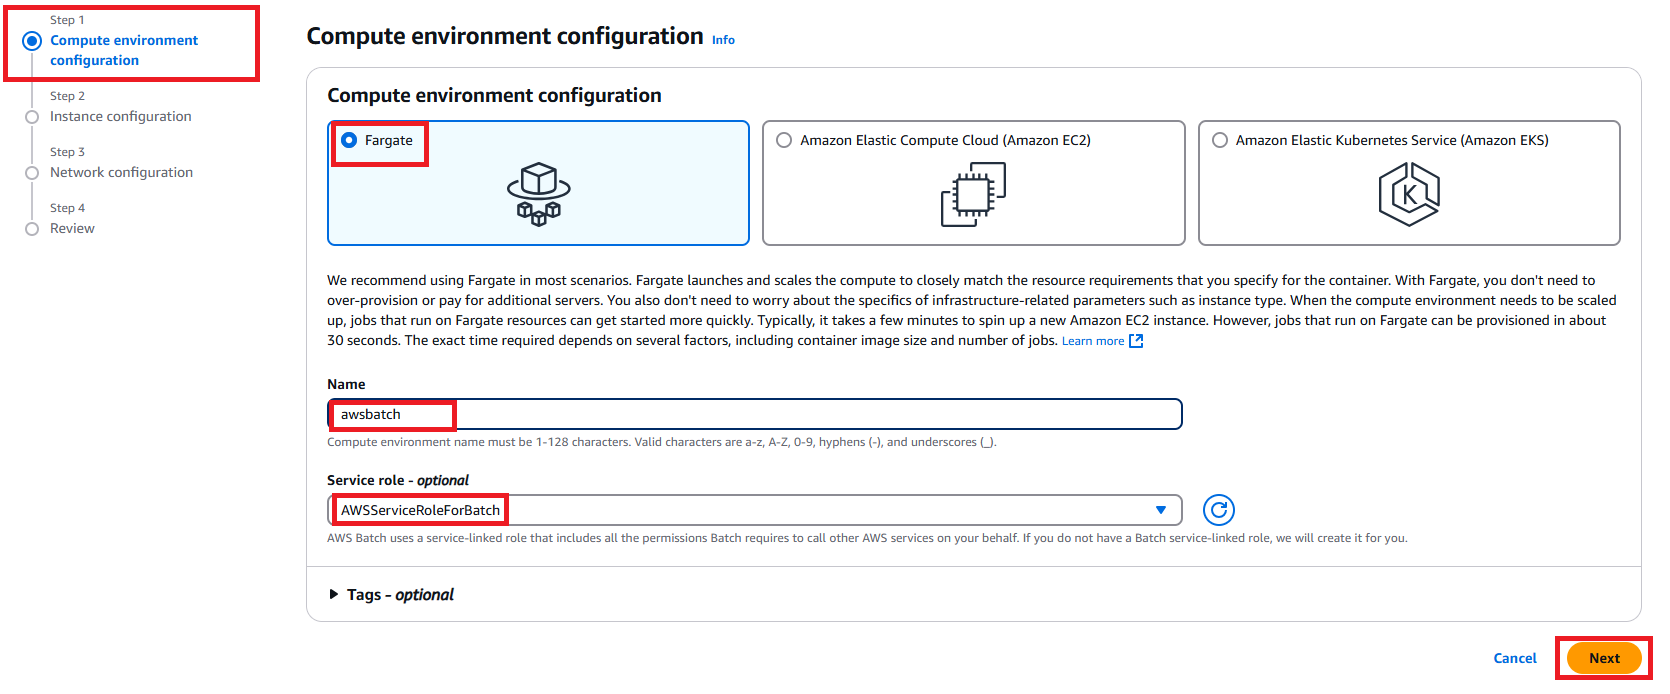 Step 1
Compute environment
configuration
Step 2
Instance configuration
Step 3
Network configuration
Step 4
Review
Compute environment configuration Info
Compute environment configuration
Fargate
Amazon Elastic Compute Cloud (Amazon EC2)
Amazon Elastic Kubernetes Service (Amazon EKS)
K
We recommend using Fargate in most scenarios. Fargate launches and scales the compute to closely match the resource requirements that you specify for the container. With Fargate, you don't need to
over-provision or pay for additional servers. You also don't need to worry about the specifics of infrastructure-related parameters such as instance type. When the compute environment needs to be scaled
up, jobs that run on Fargate resources can get started more quickly. Typically, it takes a few minutes to spin up a new Amazon EC2 instance. However, jobs that run on Fargate can be provisioned in about
30 seconds. The exact time required depends on several factors, including container image size and number of jobs. Learn more
Name
awsbatch
Compute environment name must be 1-128 characters. Valid characters are a-z, A-Z, 0-9, hyphens (-), and underscores (_).
Service role - optional
AWSServiceRoleForBatch
AWS Batch uses a service-linked role that includes all the permissions Batch requires to call other AWS services on your behalf. If you do not have a Batch service-linked role, we will create it for you.
Tags - optional
Cancel
Next